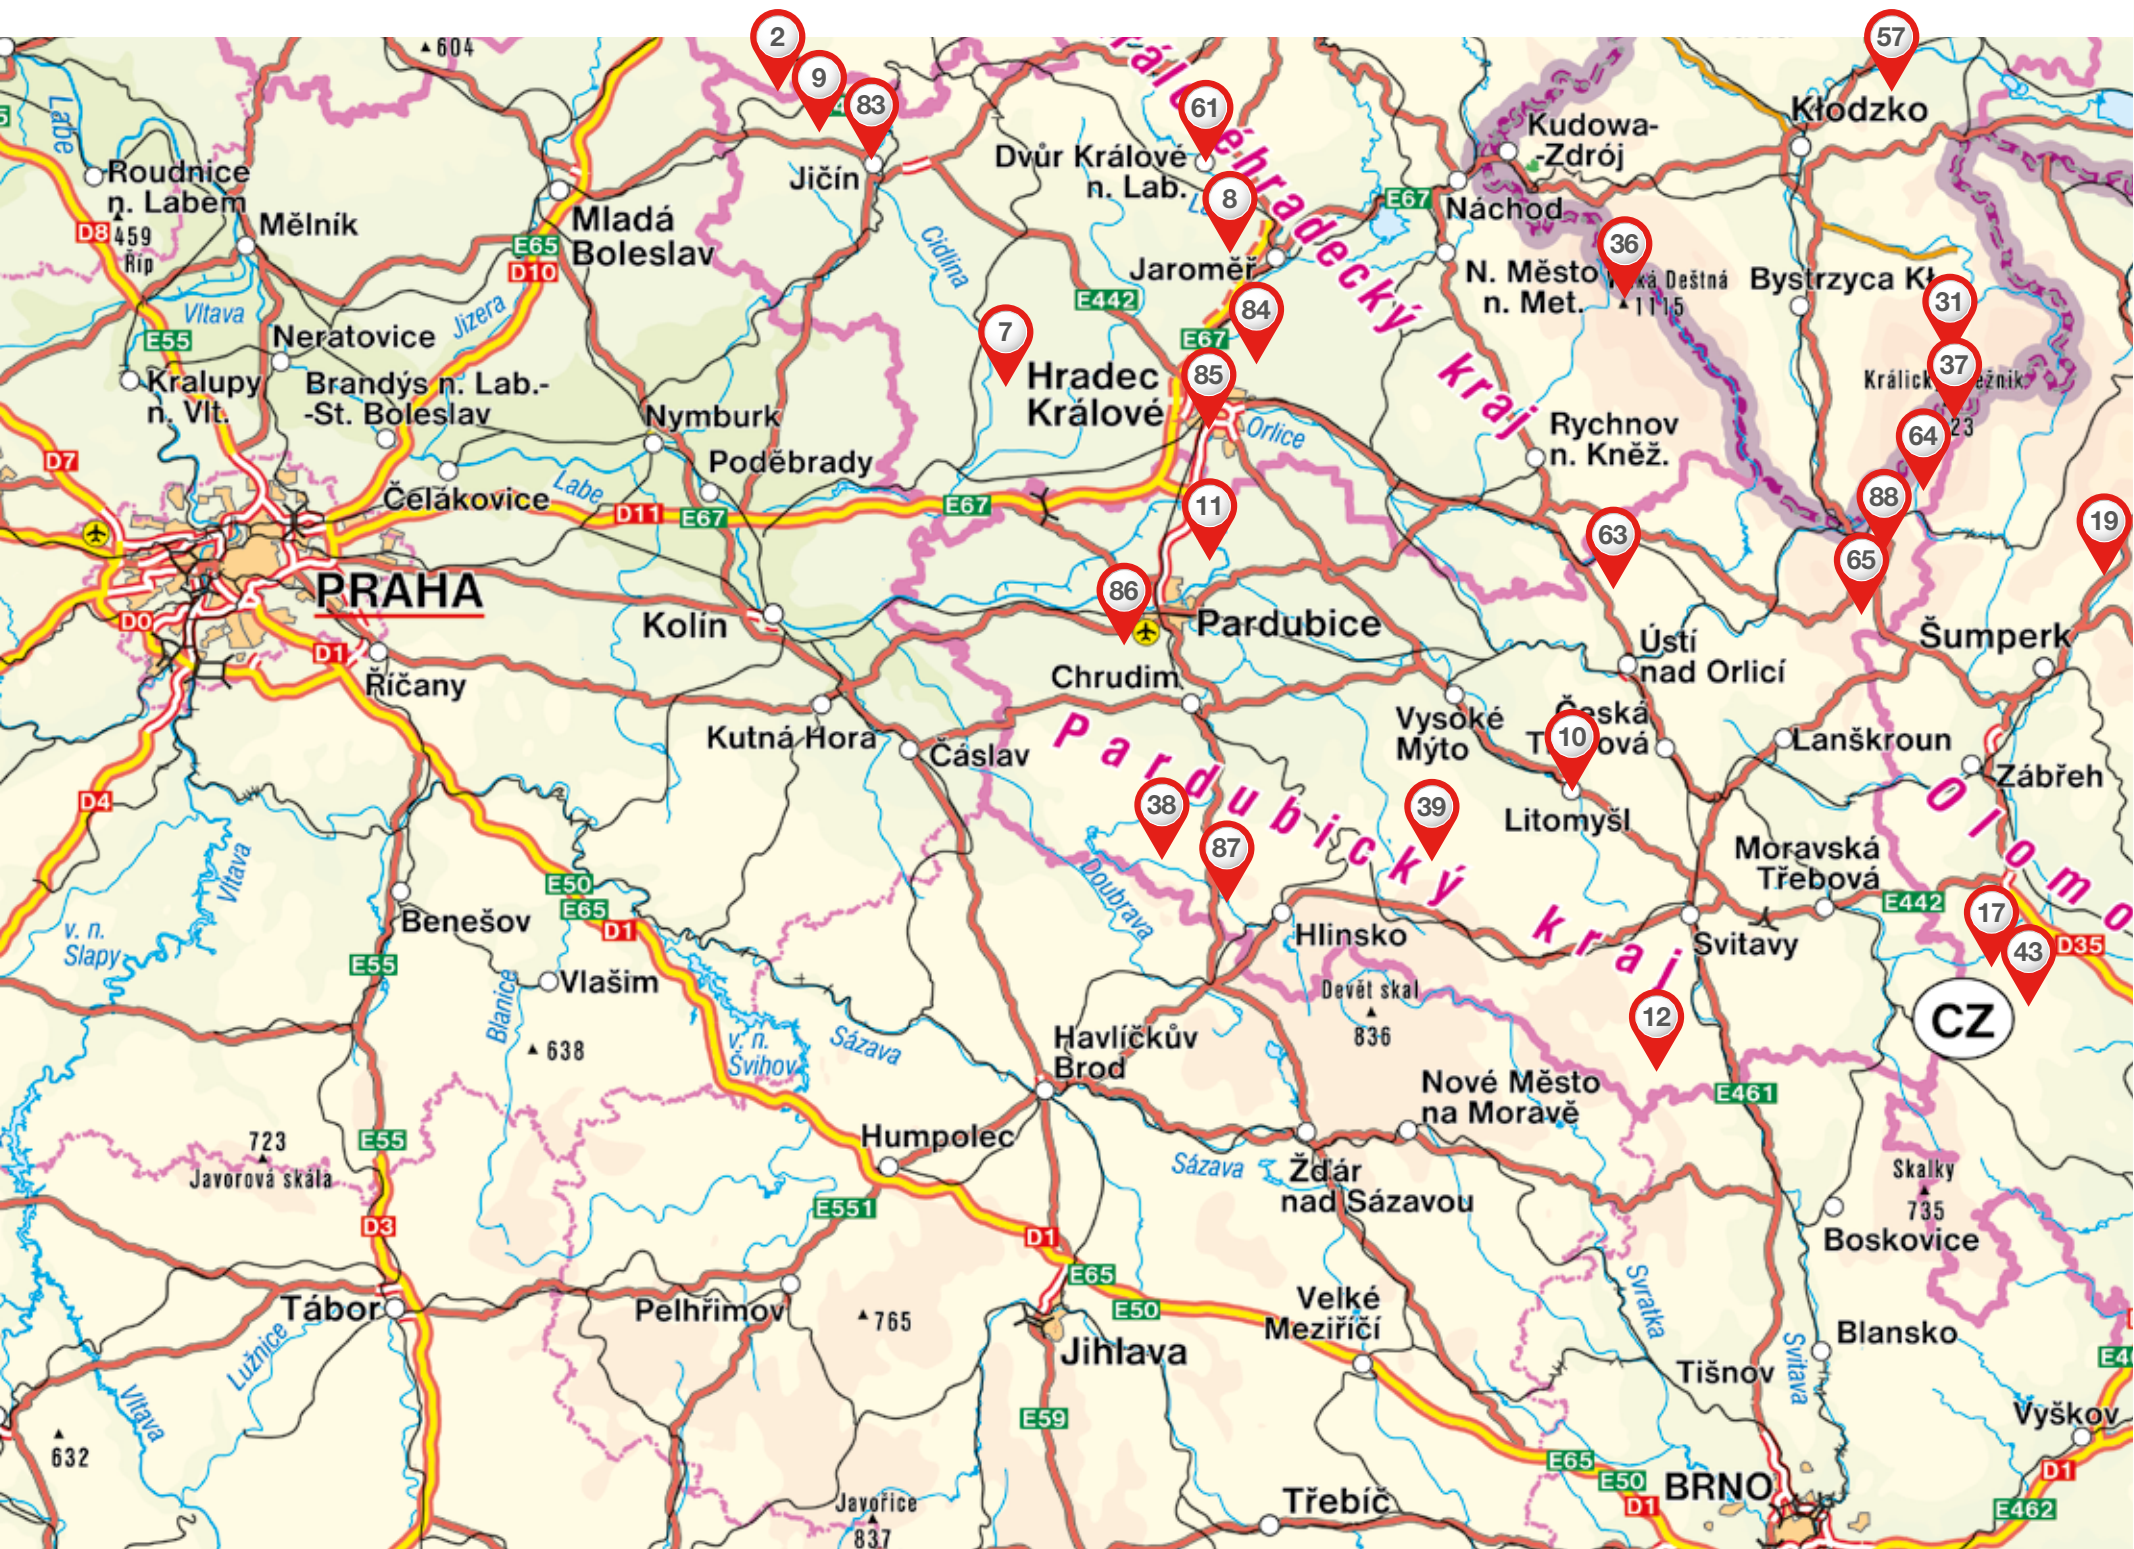 2
57
604
9
83
61
Labe
Kłodzko
Kudowa-
-Zdrój
Roudnice
n. Labem
Dvůr Králové
n. Lab.
Jičín
8
E67
Náchod
Mělník
Mladá
Boleslav
D8
459
Říp
E65
D10
Cidlina
Jaroměř
36
N. Město
n. Met.
ká Deštná
1115
Bystrzyca Kł.
éhradecký kraj
Vltava
Jizera
E442
31
84
E55
Neratovice
7
E67
Kralupy
n. Vlt.
Brandýs n. Lab.-
-St. Boleslav
Hradec
Králové
85
37
Nymburk
Orlice
Rychnov
n. Kněž.
64
23
D7
Poděbrady
Čelákovice
Labe
D11
E67
E67
11
88
19
63
65
PRAHA
D0
D1
Kolín
86
Pardubice
Říčany
Chrudim
Ústí
nad Orlicí
Šumperk
Kutná Hora
Čáslav
Vysoké
Mýto
Česká
10
Lanškroun
Zábřeh
D4
Pardubický kraj
38
39
Litomyšl
87
Olomo
Vltava
Doubrava
Moravská
Třebová
E50
E65
D1
Benešov
E442
17
v. n.
Slapy
Hlinsko
Svitavy
D35
43
E55
Vlašim
Blanice
Devět skal
836
12
CZ
638
v. n.
Švihov
Sázava
Havlíčkův
Brod
Nové Město
na Moravě
E461
723
Javorová skála
E55
Humpolec
Sázava
Žďár
nad Sázavou
Skalky
735
D3
E551
D1
Boskovice
E65
E50
Tábor
Pelhřimov
765
Velké
Meziříčí
Svratka
Lužnice
Jihlava
Blansko
Svitava
Tišnov
Vltava
E59
Vyškov
632
E65
E50
D1
BRNO
D1
E462
Javořice
837
Třebíč